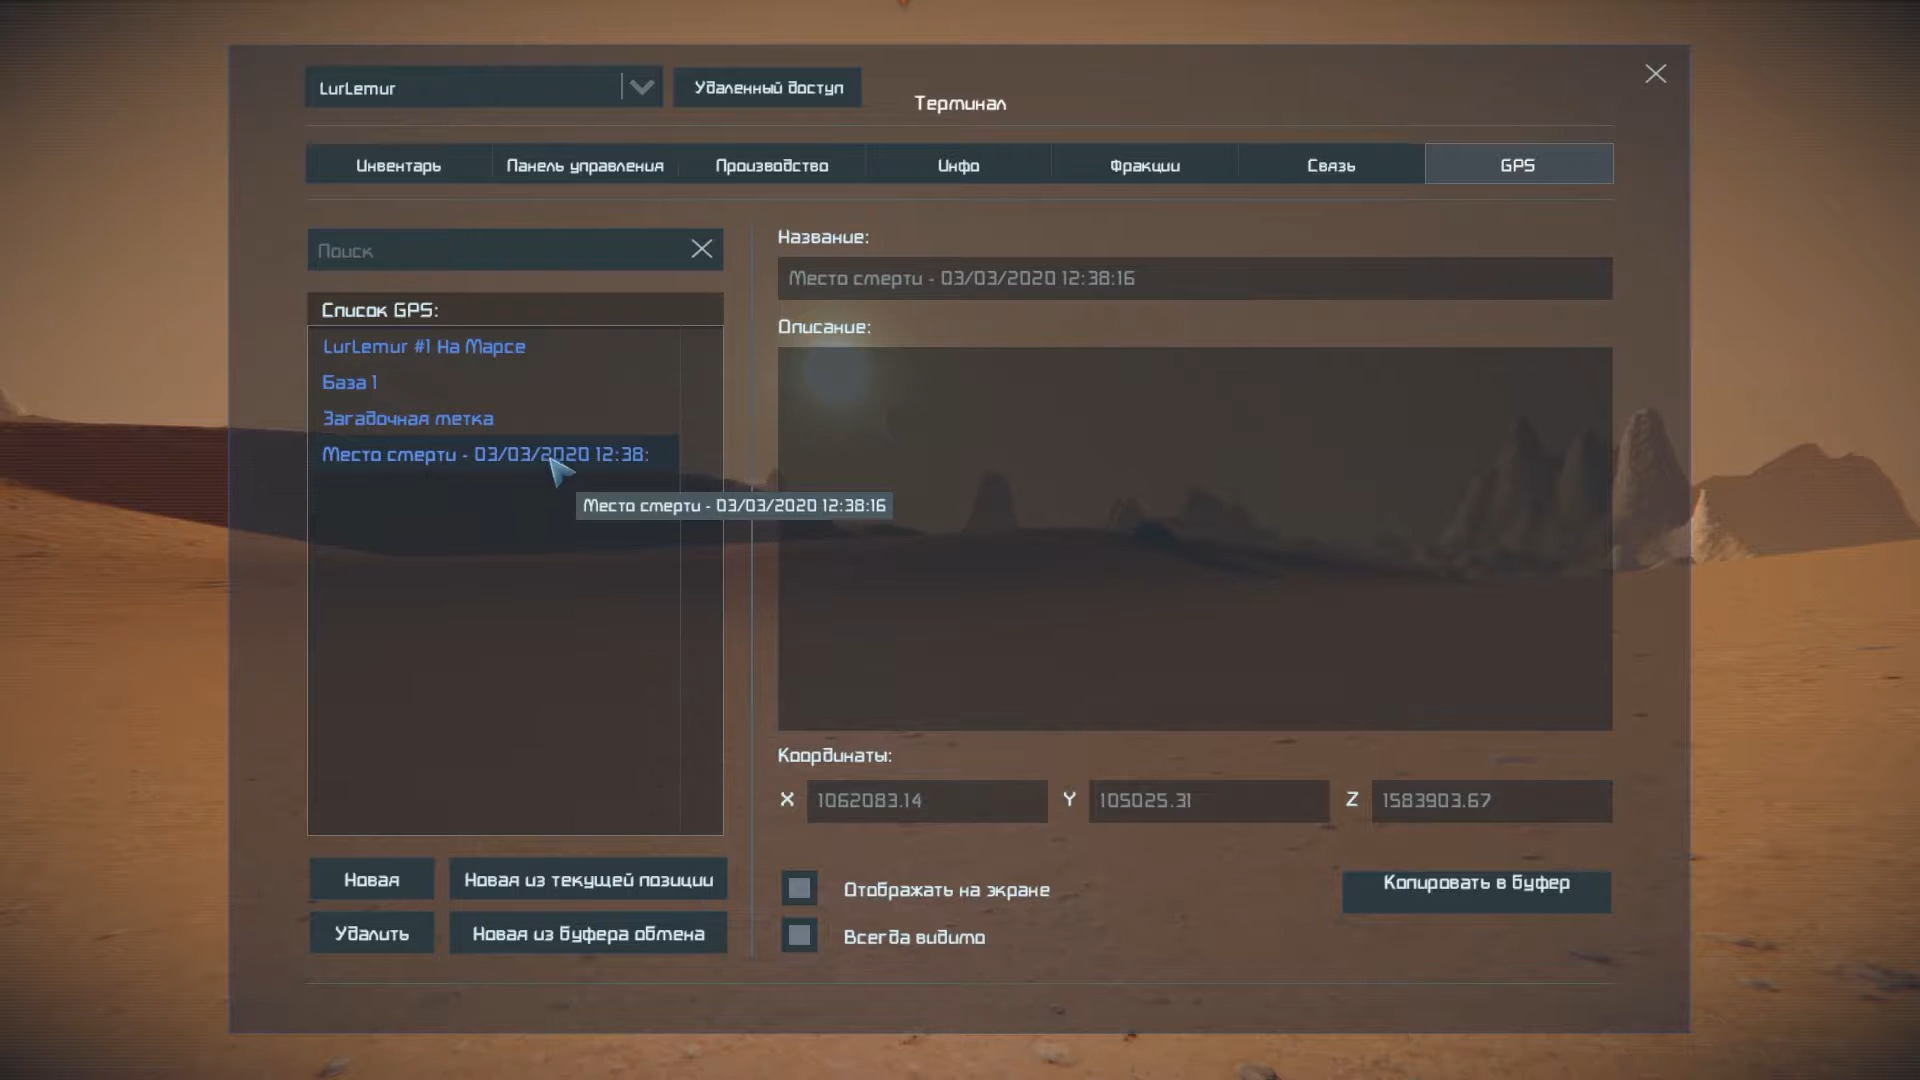 LurLemur
Удаленный доступ
Терминал
Инвентарь
Панель управления
Производство
Инфо
Фракции
Связь
GPS
Поиск
Список GPS:
LurLemur #1 На Марсе
База 1
Загадочная метка
Место смерти - 03/03/2020 12:38:
Место смерти - 03/03/2020 12:38:16
Название:
Место смерти - 03/03/2020 12:38:16
Описание:
Координаты:
X 1062083.14 Y 105025.31 Z 1583903.67
Новая
Новая из текущей позиции
Удалить
Новая из буфера обмена
Отображать на экране
Всегда видимо
Копировать в буфер